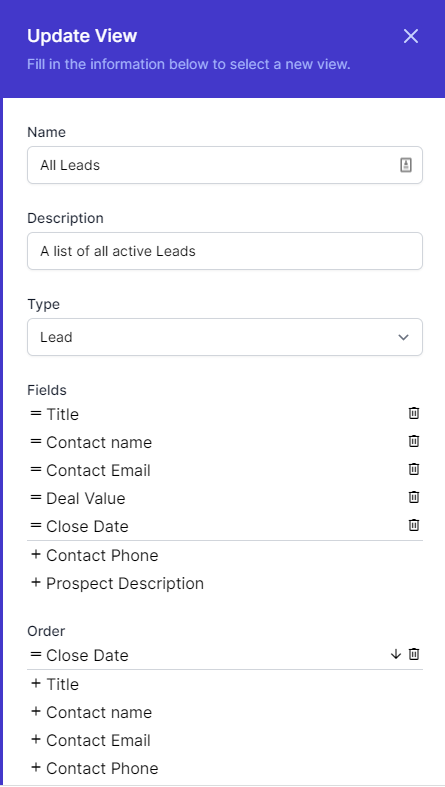 Update View
Fill in the information below to select a new view.
Name
All Leads
Description
A list of all active Leads
Type
Lead
Fields
Title
Contact name
Contact Email
Deal Value
Close Date
Contact Phone
Prospect Description
Order
Close Date
Title
Contact name
Contact Email
Contact Phone